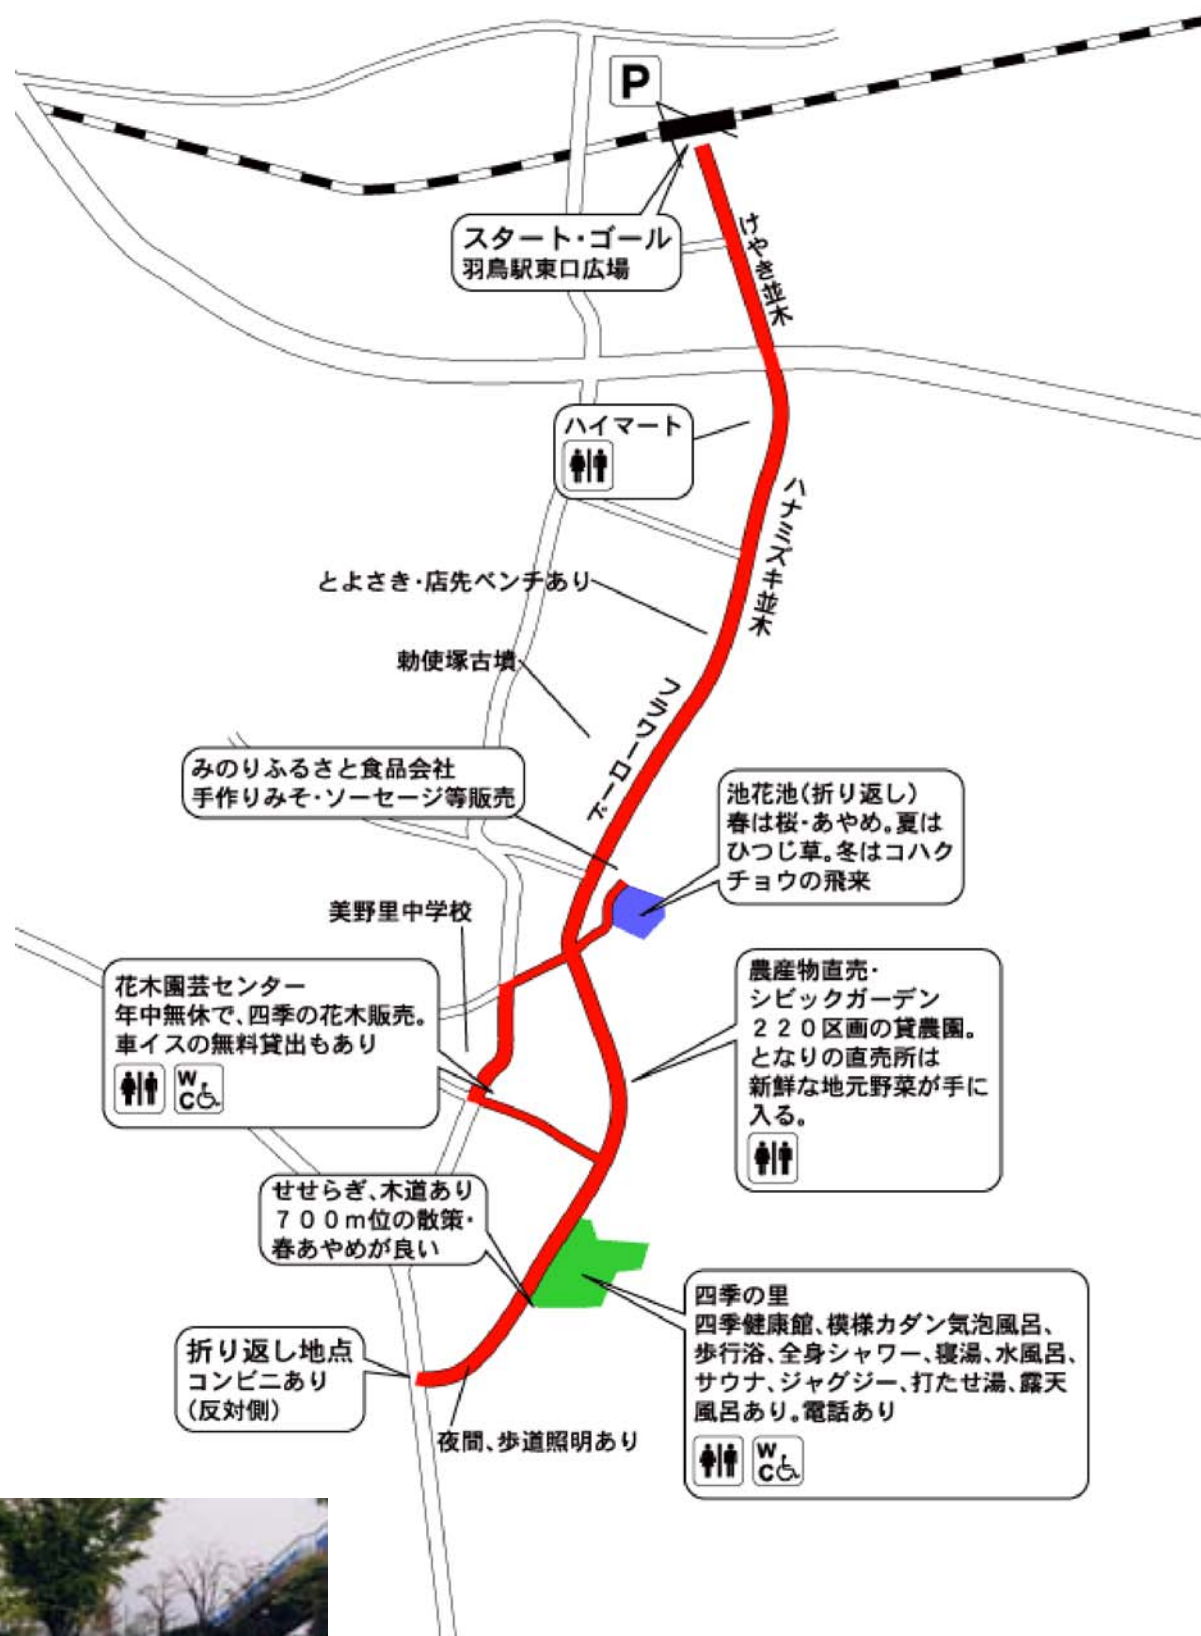 P
スタート・ゴール
羽鳥駅東口広場
けやき並木
ハイマート
ハナミズキ並木
とよさき・店先ベンチあり
勅使塚古墳
フラワーロード
みのりふるさと食品会社
手作りみそ・ソーセージ等販売
池花池(折り返し)
春は桜・あやめ。夏は
ひつじ草。冬はコハク
チョウの飛来
美野里中学校
花木園芸センター
年中無休で、四季の花木販売。
車イスの無料貸出もあり
WC
農産物直売・
シビックガーデン
220区画の貸農園。
となりの直売所は
新鮮な地元野菜が手に
入る。
せせらぎ、木道あり
700m位の散策・
春あやめが良い
四季の里
四季健康館、模様カダン気泡風呂、
歩行浴、全身シャワー、寝湯、水風呂、
サウナ、ジャグジー、打たせ湯、露天
風呂あり。電話あり
WC
折り返し地点
コンビニあり
(反対側)
夜間、歩道照明あり